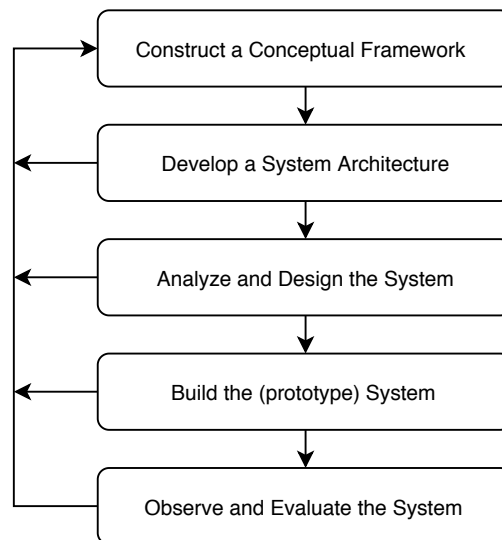 Construct a Conceptual Framework
Develop a System Architecture
Analyze and Design the System
Build the (prototype) System
Observe and Evaluate the System